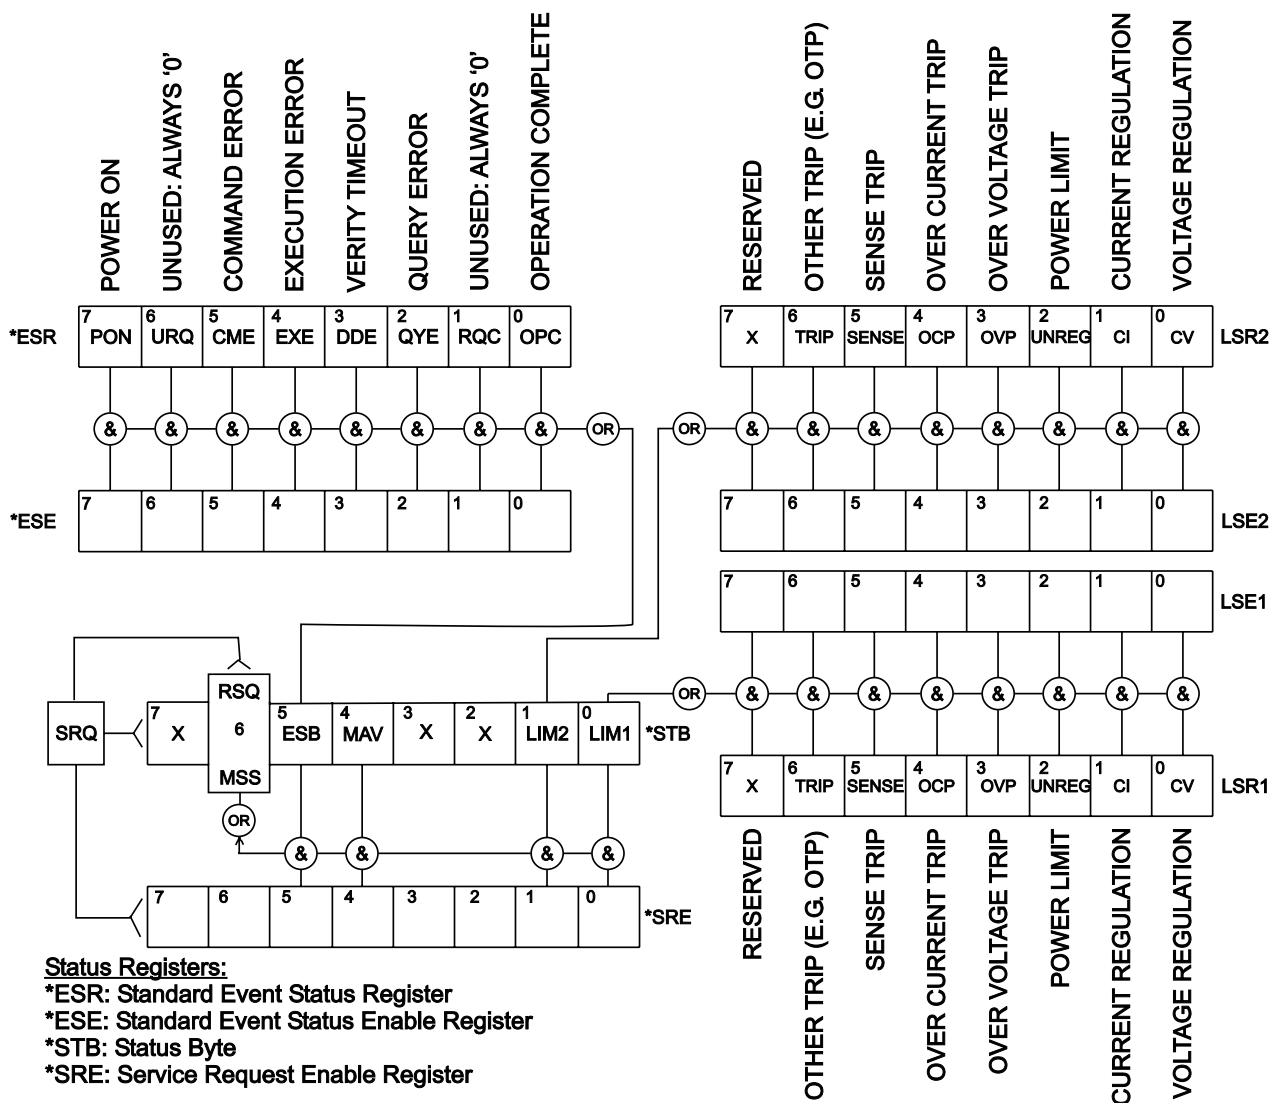 POWER ON
UNUSED: ALWAYS ‘0’
COMMAND ERROR
EXECUTION ERROR
VERITY TIMEOUT
QUERY ERROR
UNUSED: ALWAYS ‘0’
OPERATION COMPLETE
*ESR
7 PON
6 URQ
5 CME
4 EXE
3 DDE
2 QYE
1 RQC
0 OPC
& & & & & & & & OR
*ESE
7 6 5 4 3 2 1 0
RESERVED
OTHER TRIP (E.G. OTP)
SENSE TRIP
OVER CURRENT TRIP
OVER VOLTAGE TRIP
POWER LIMIT
CURRENT REGULATION
VOLTAGE REGULATION
7 X
6 TRIP
5 SENSE
4 OCP
3 OVP
2 UNREG
1 CI
0 CV
LSR2
OR & & & & & & & &
7 6 5 4 3 2 1 0
LSE2
7 6 5 4 3 2 1 0
LSE1
OR & & & & & & & &
7 X
6 TRIP
5 SENSE
4 OCP
3 OVP
2 UNREG
1 CI
0 CV
LSR1
RESERVED
OTHER TRIP (E.G. OTP)
SENSE TRIP
OVER CURRENT TRIP
OVER VOLTAGE TRIP
POWER LIMIT
CURRENT REGULATION
VOLTAGE REGULATION
SRQ
7 X
RSQ
6
MSS
5 ESB
4 MAV
3 X
2 X
1 LIM2
0 LIM1
*STB
OR
& & & &
7 6 5 4 3 2 1 0
*SRE
Status Registers:
*ESR: Standard Event Status Register
*ESE: Standard Event Status Enable Register
*STB: Status Byte
*SRE: Service Request Enable Register